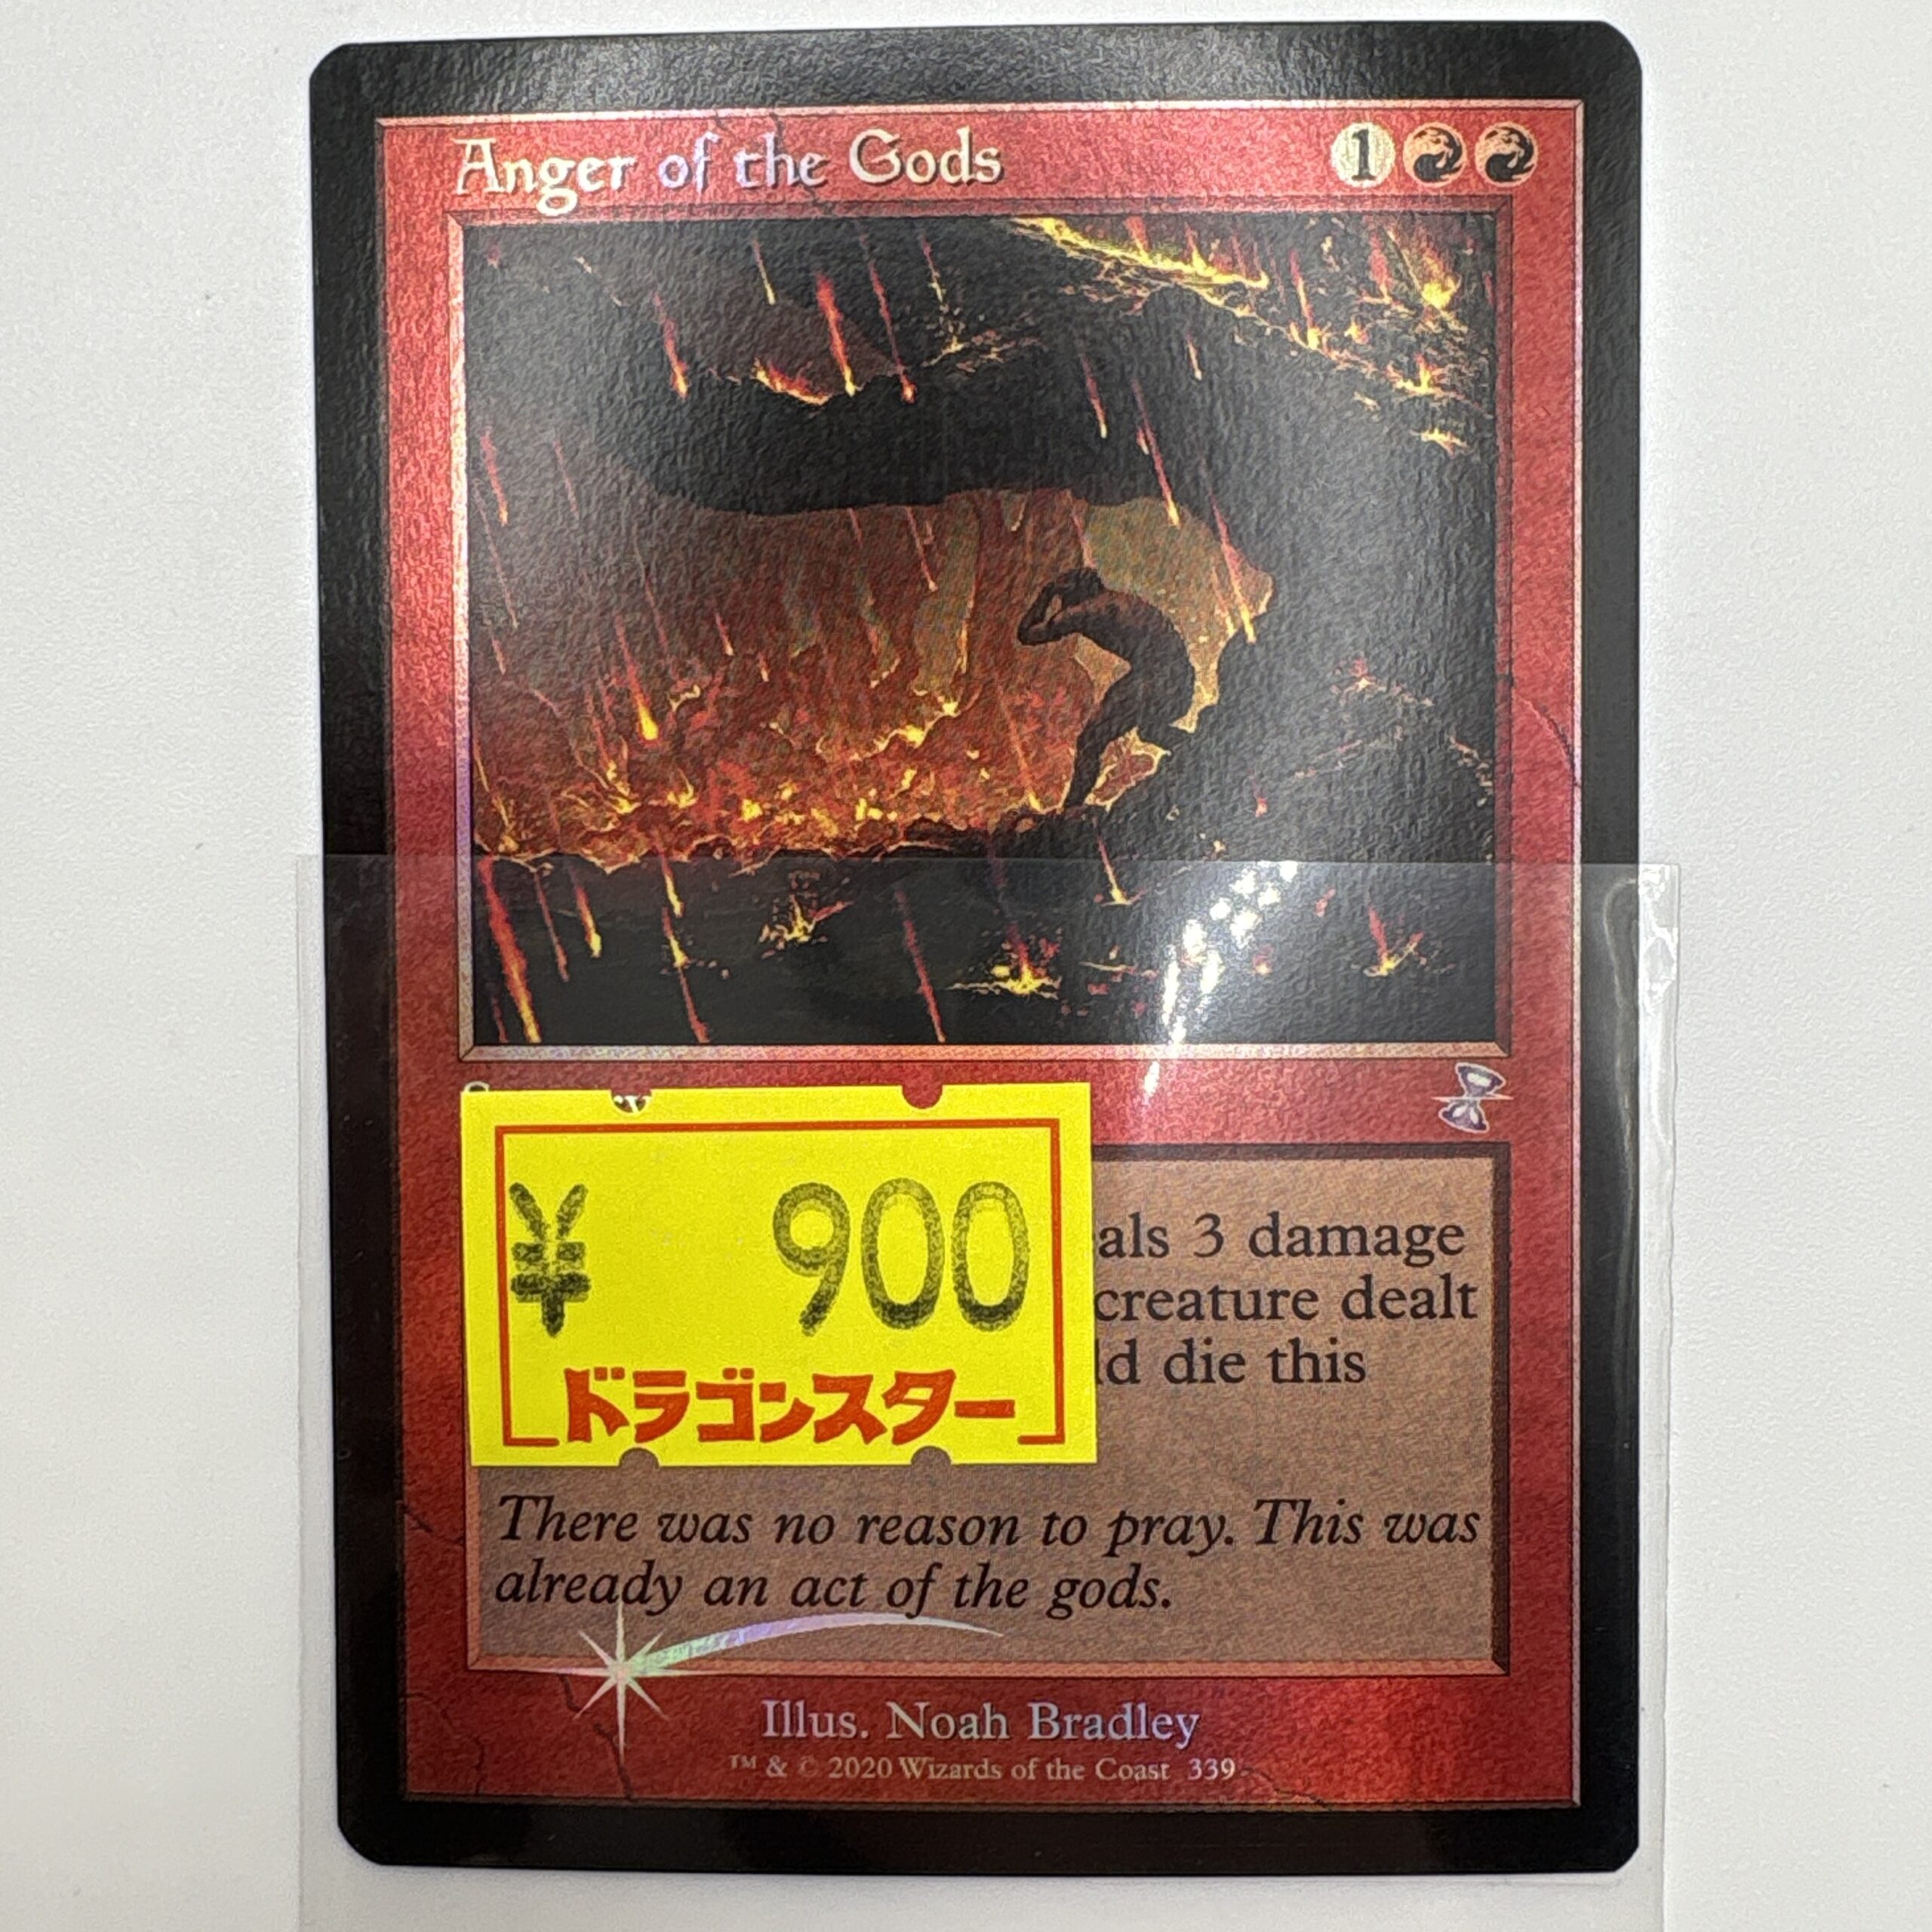 Anger of the Gods 1
¥ 900
ドラゴンスター
als 3 damage
creature dealt
ld die this
There was no reason to pray. This was
already an act of the gods.
Illus. Noah Bradley
™ & © 2020 Wizards of the Coast 339